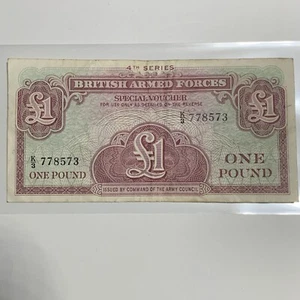 4TH SERIES
BRITISH ARMED FORCES
SPECIAL VOUCHER
FOR USE ONLY AS DETAILED ON THE REVERSE
778573
£1 £1
£1
778573
ONE POUND
ONE POUND
ISSUED BY COMMAND OF THE ARMY COUNCIL